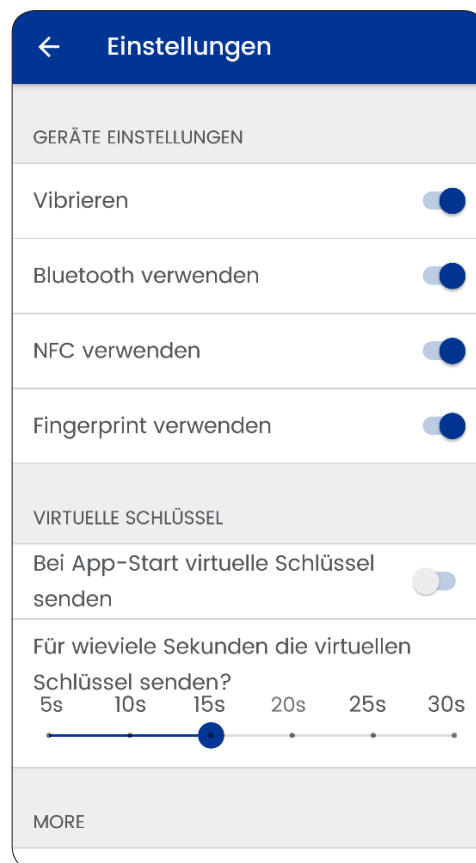 Einstellungen
GERÄTE EINSTELLUNGEN
Vibrieren
Bluetooth verwenden
NFC verwenden
Fingerprint verwenden
VIRTUELLE SCHLÜSSEL
Bei App-Start virtuelle Schlüssel
senden
Für wieviele Sekunden die virtuellen
Schlüssel senden?
5s 10s 15s 20s 25s 30s
MORE